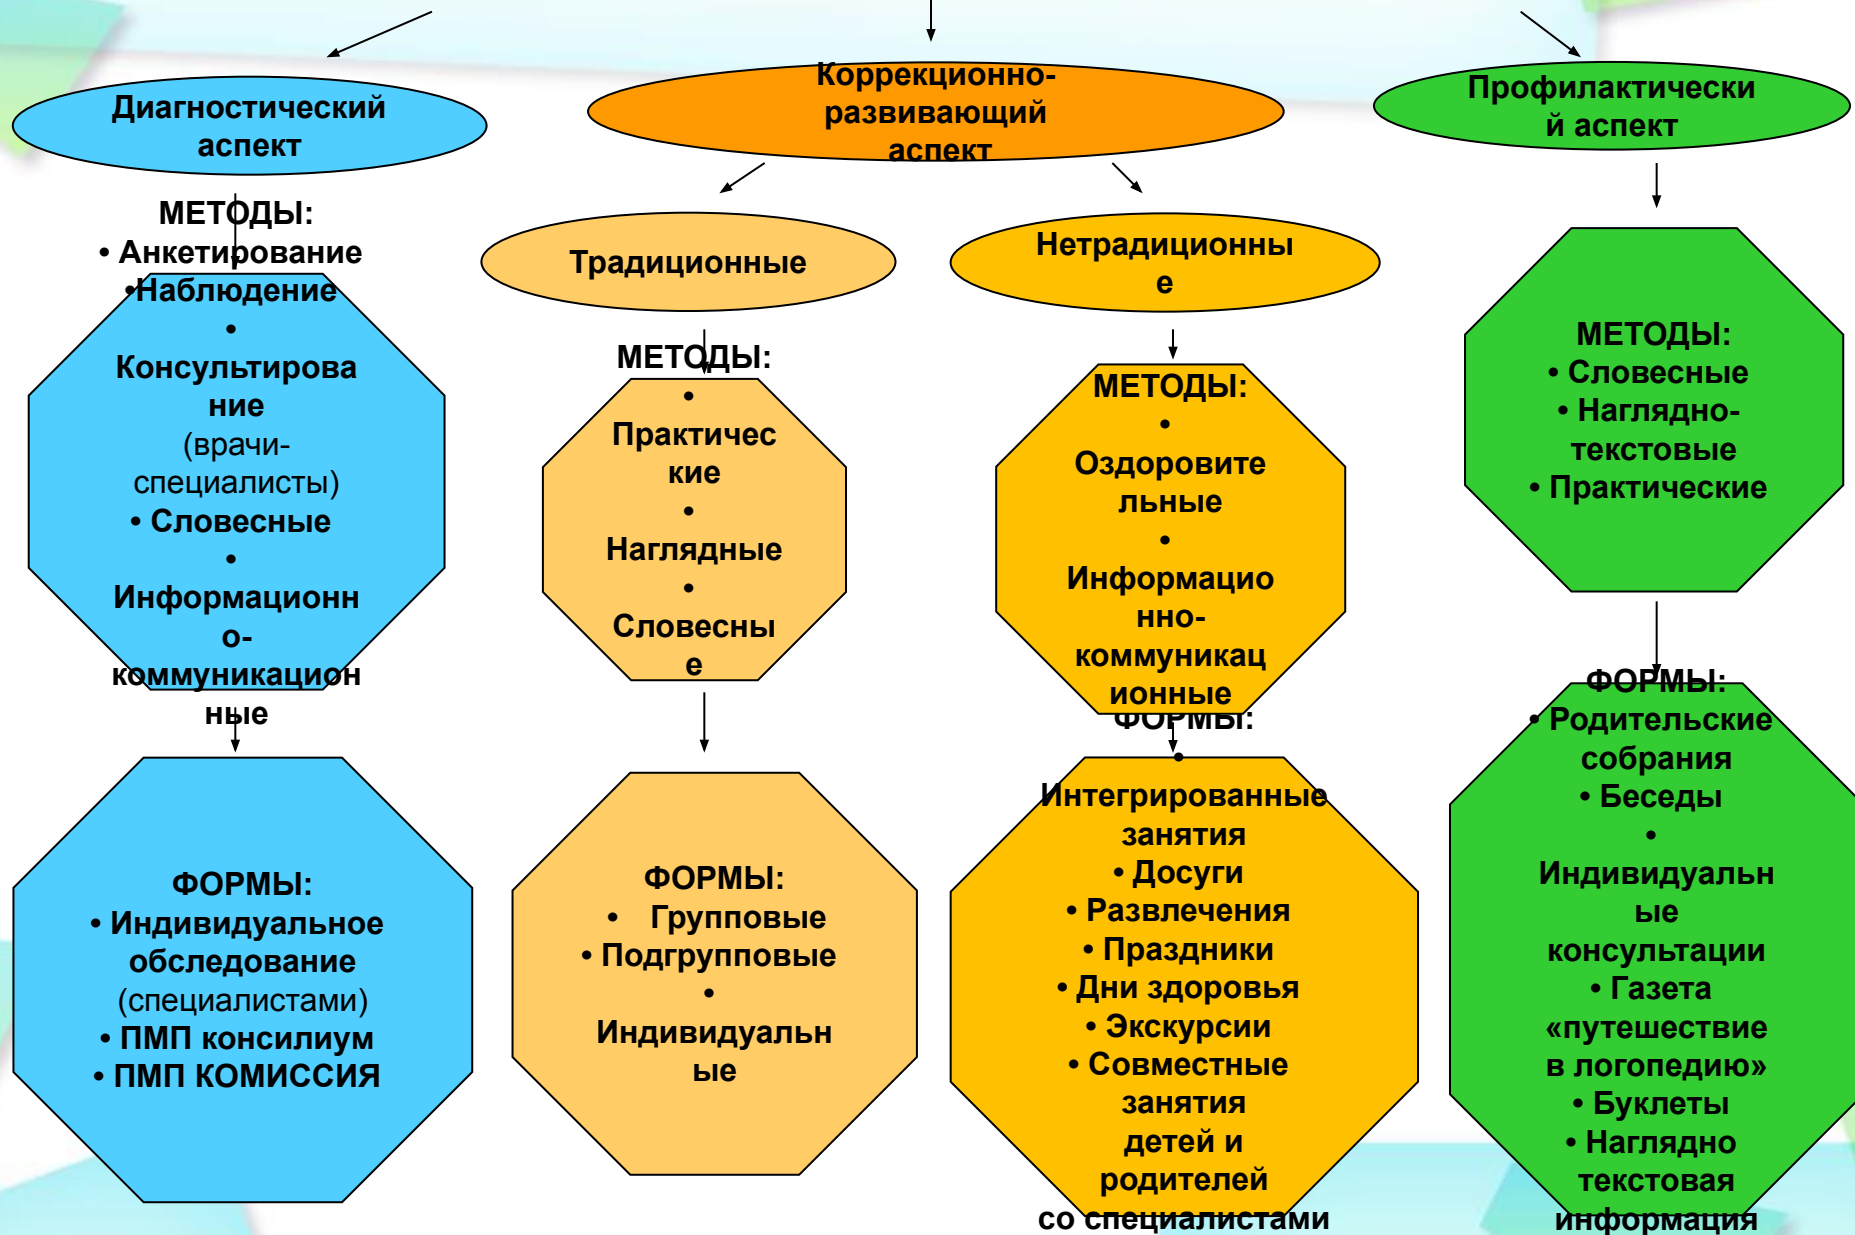 Диагностический
аспект
Коррекционно-
развивающий
аспект
Профилактически
й аспект
МЕТОДЫ:
• Анкетирование
•Наблюдение
•
Консультирова
ние
(врачи-
специалисты)
• Словесные
•
Информационн
о-
коммуникацион
ные
ФОРМЫ:
• Индивидуальное
обследование
(специалистами)
• ПМП консилиум
• ПМП КОМИССИЯ
Традиционные
МЕТОДЫ:
•
Практичес
кие
•
Наглядные
•
Словесны
е
ФОРМЫ:
• Групповые
• Подгрупповые
•
Индивидуальн
ые
Нетрадиционны
е
МЕТОДЫ:
•
Оздоровите
льные
•
Информацио
нно-
коммуникац
ионные
ФОРМЫ:
•
Интегрированные
занятия
• Досуги
• Развлечения
• Праздники
• Дни здоровья
• Экскурсии
• Совместные
занятия
детей и
родителей
со специалистами
МЕТОДЫ:
• Словесные
• Наглядно-
текстовые
• Практические
ФОРМЫ:
• Родительские
собрания
• Беседы
•
Индивидуальн
ые
консультации
• Газета
«путешествие
в логопедию»
• Буклеты
• Наглядно
текстовая
информация